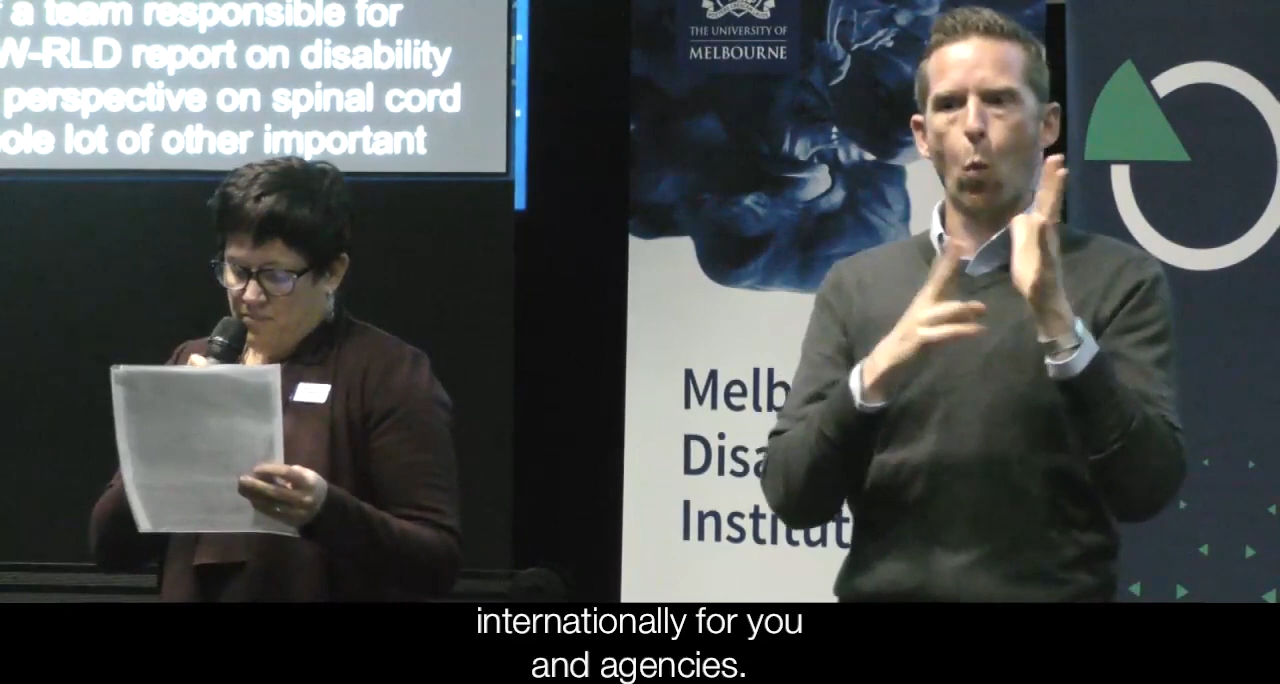 a team responsible for
W-RLD report on disability
perspective on spinal cord
lot of other important
THE UNIVERSITY OF
MELBOURNE
Melb
Disa
Institut
internationally for you
and agencies.